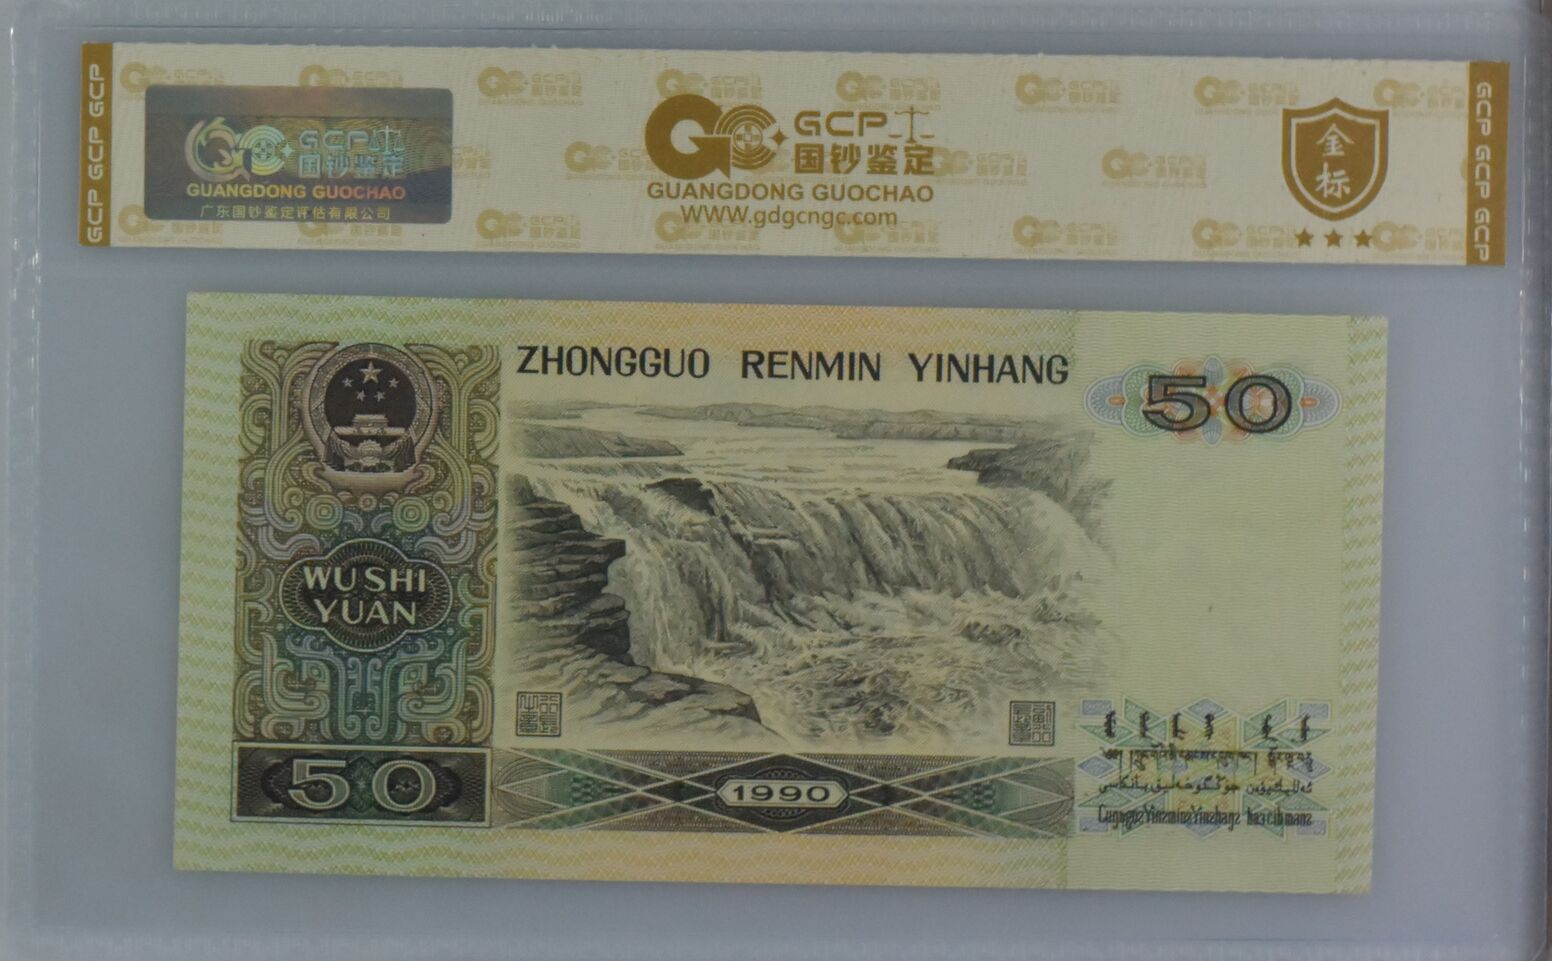 GCP GCP GCP
GCP
国钞鉴定
GUANGDONG GUOCHAO
广东国钞鉴定评估有限公司
GCP
国钞鉴定
GUANGDONG GUOCHAO
WWW.gdgcngc.com
金
标
GCP GCP GCP
ZHONGGUO RENMIN YINHANG
50
WU SHI
YUAN
50
1990